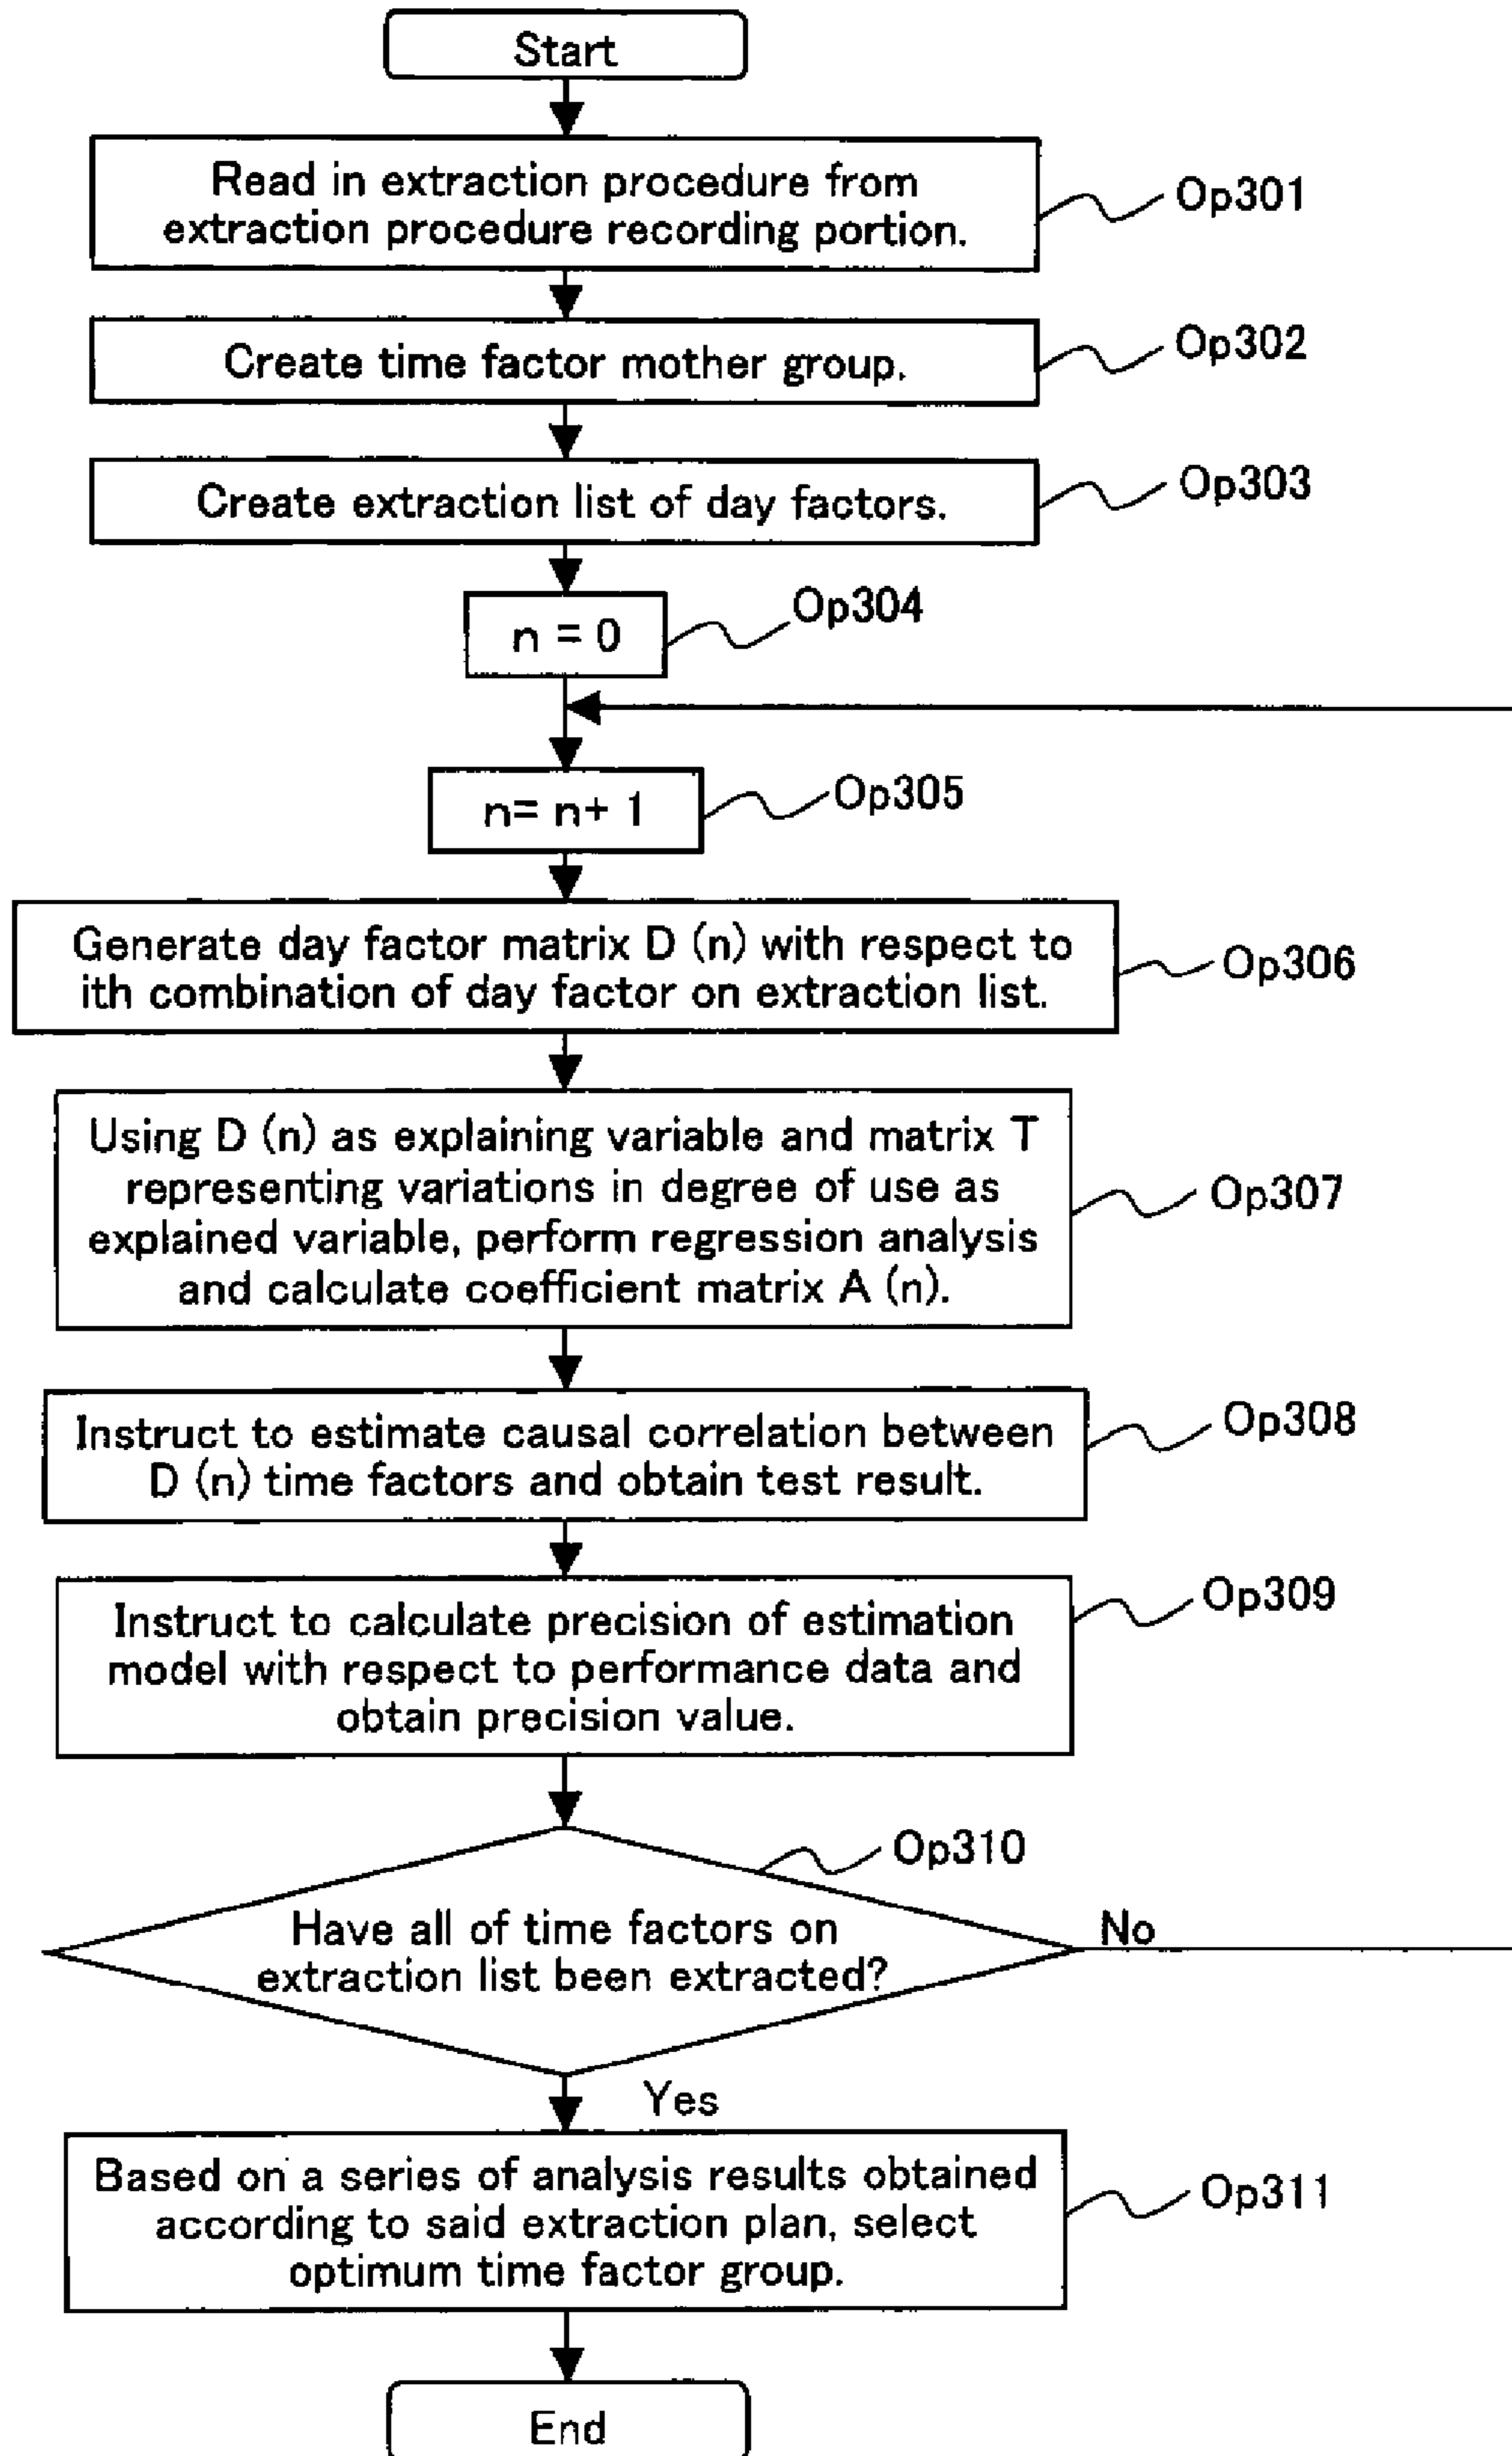 Start
Read in extraction procedure from
extraction procedure recording portion.
Op301
Create time factor mother group.
Op302
Create extraction list of day factors.
Op303
n = 0
Op304
n= n+ 1
Op305
Generate day factor matrix D (n) with respect to
ith combination of day factor on extraction list.
Op306
Using D (n) as explaining variable and matrix T
representing variations in degree of use as
explained variable, perform regression analysis
and calculate coefficient matrix A (n).
Op307
Instruct to estimate causal correlation between
D (n) time factors and obtain test result.
Op308
Instruct to calculate precision of estimation
model with respect to performance data and
obtain precision value.
Op309
Op310
Have all of time factors on
extraction list been extracted?
No
Yes
Based on a series of analysis results obtained
according to said extraction plan, select
optimum time factor group.
Op311
End